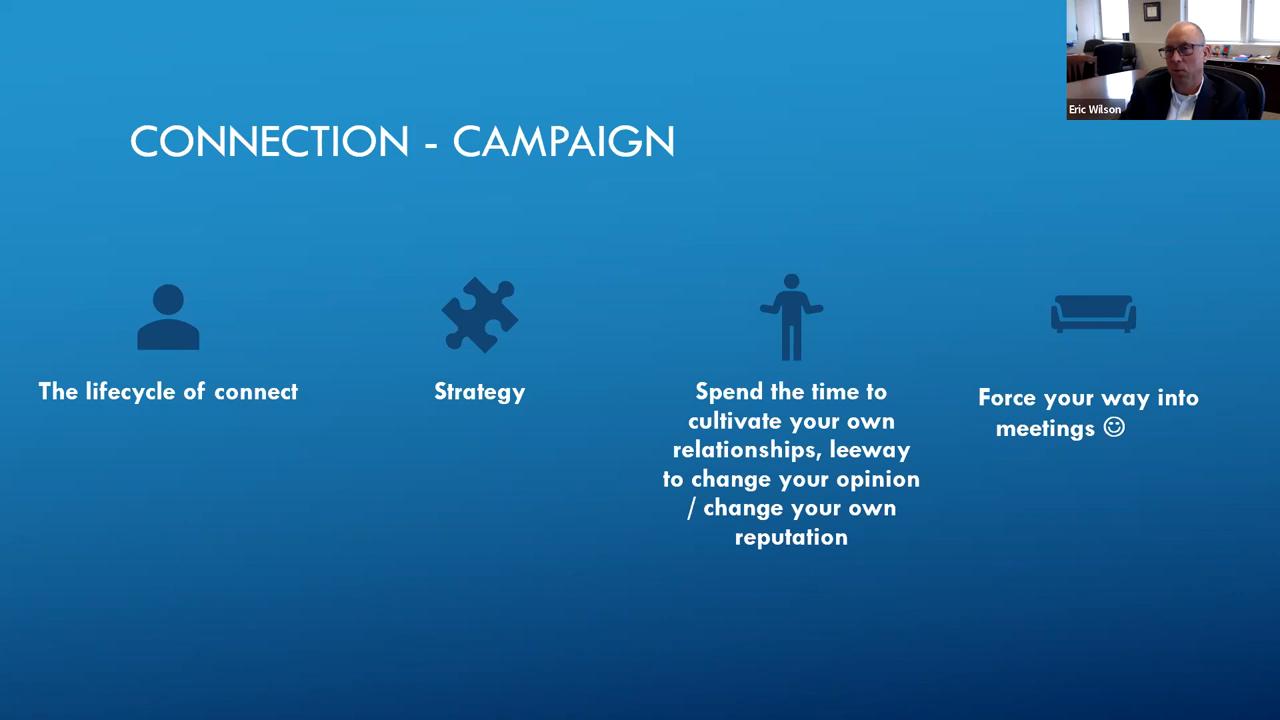 Eric Wilson
CONNECTION - CAMPAIGN
The lifecycle of connect
Strategy
Spend the time to
cultivate your own
relationships, leeway
to change your opinion
/ change your own
reputation
Force your way into
meetings ☺